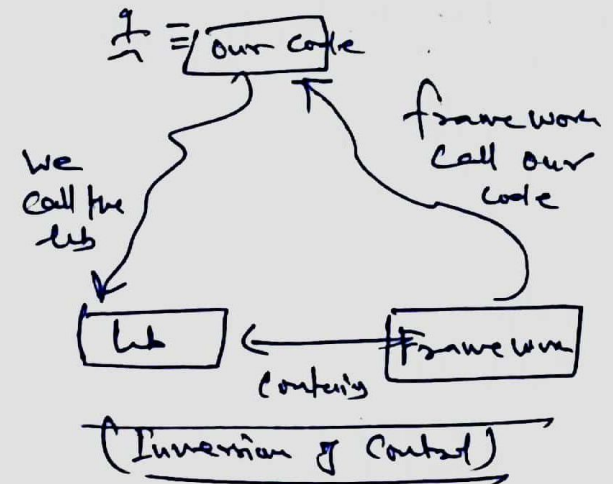 our code
framework
call our
code
we
call the
lib
lib
Framework
Contains
(Inversion of Control)